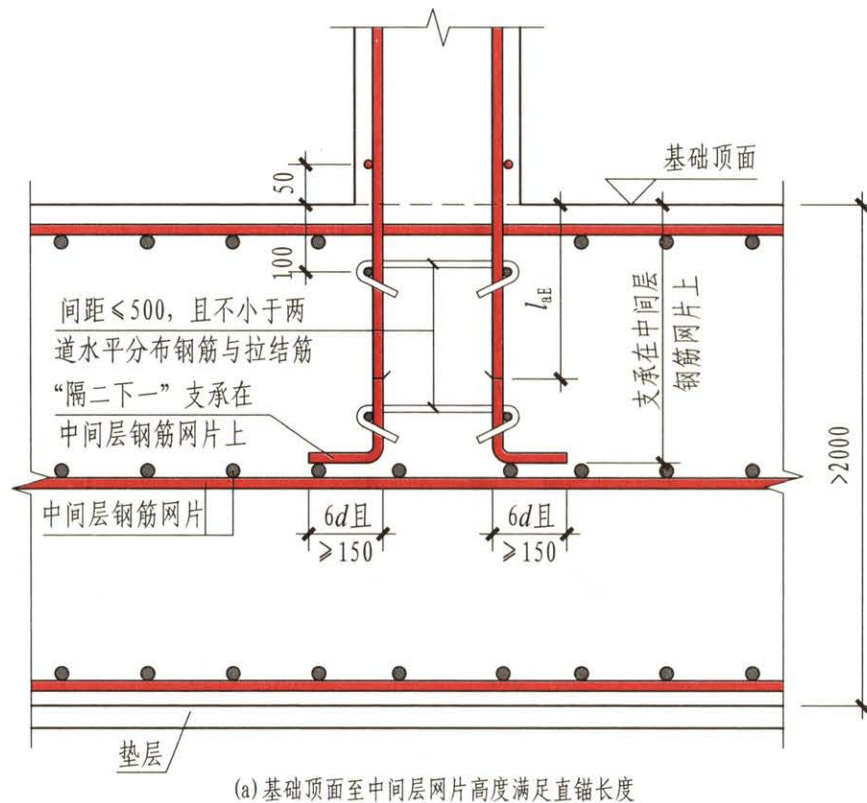 基础顶面
50
100
l_aE
支承在中间层
钢筋网片上
间距≤500，且不小于两
道水平分布钢筋与拉结筋
“隔二下一”支承在
中间层钢筋网片上
>2000
中间层钢筋网片
6d且
≥150
6d且
≥150
垫层
(a)基础顶面至中间层网片高度满足直锚长度